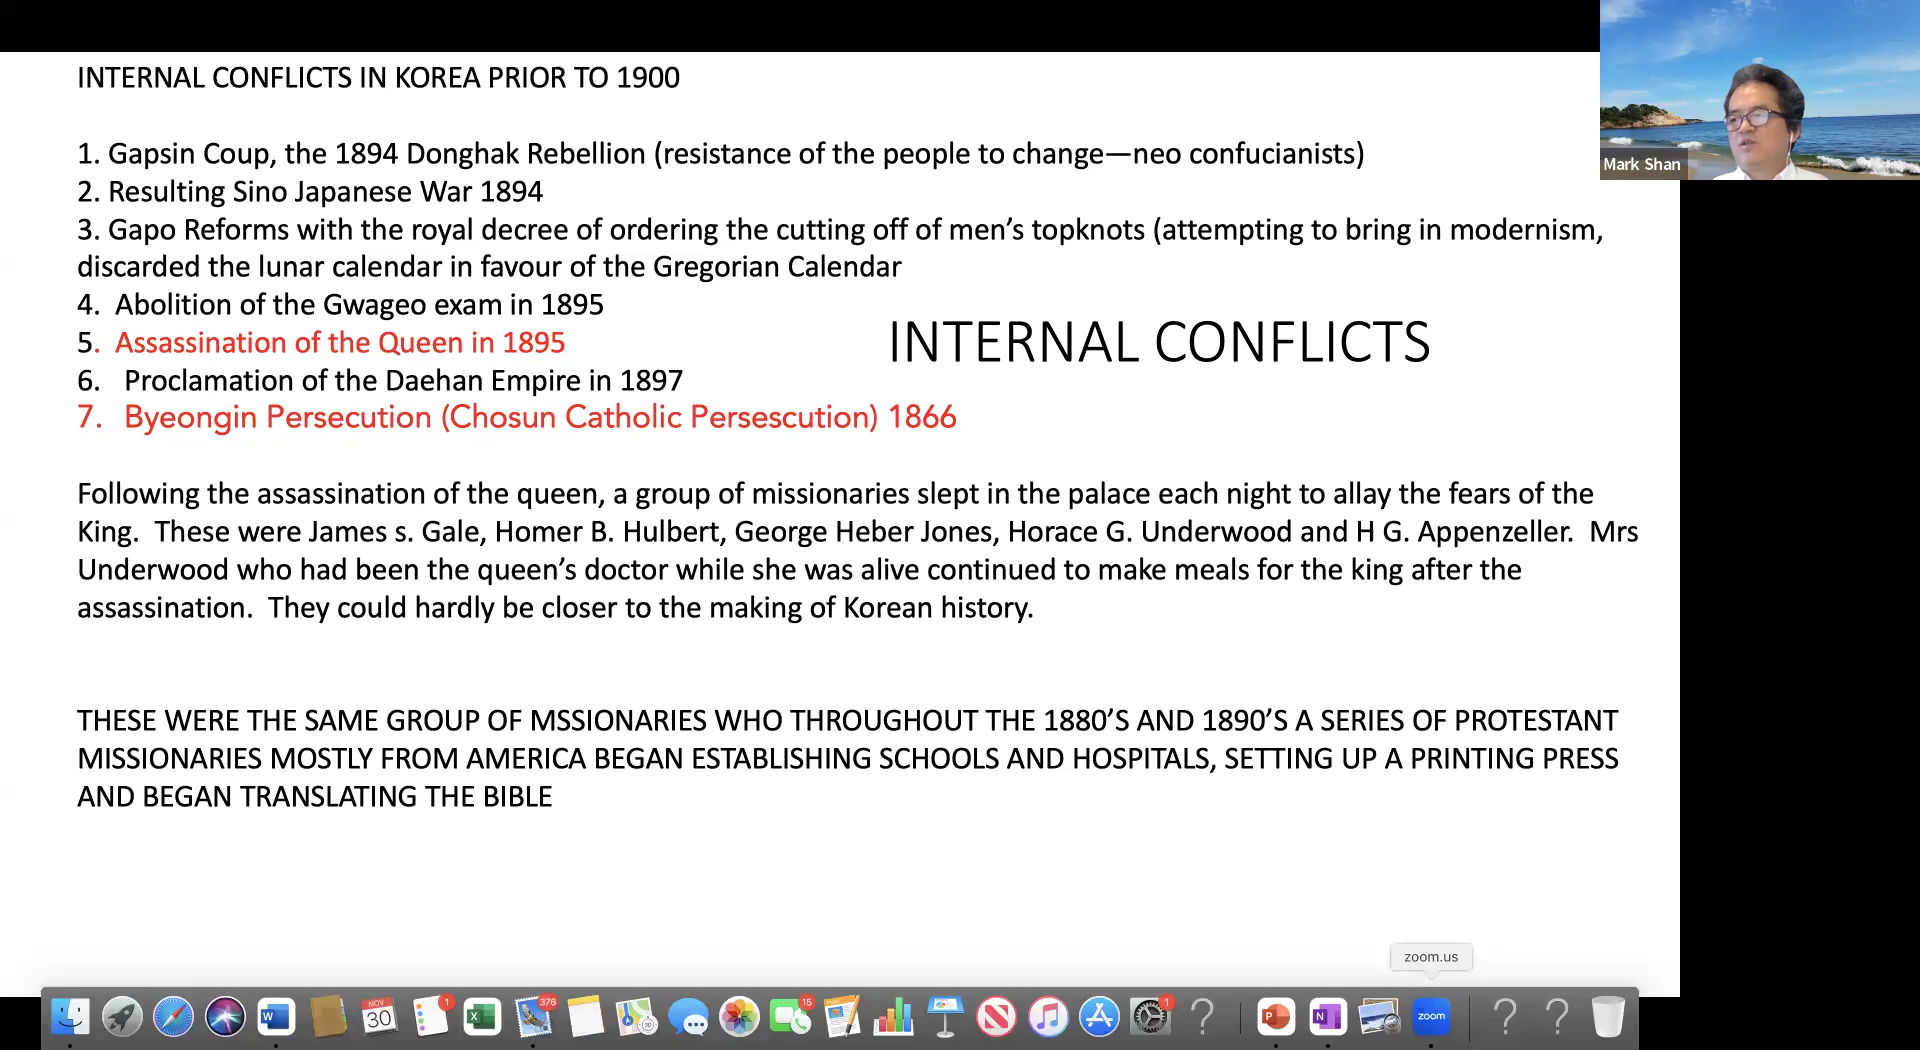 INTERNAL CONFLICTS IN KOREA PRIOR TO 1900
Mark Shan
1. Gapsin Coup, the 1894 Donghak Rebellion (resistance of the people to change—neo confucianists)
2. Resulting Sino Japanese War 1894
3. Gapo Reforms with the royal decree of ordering the cutting off of men’s topknots (attempting to bring in modernism,
discarded the lunar calendar in favour of the Gregorian Calendar
4.  Abolition of the Gwageo exam in 1895
5.  Assassination of the Queen in 1895
INTERNAL CONFLICTS
6.   Proclamation of the Daehan Empire in 1897
7.   Byeongin Persecution (Chosun Catholic Persescution) 1866
Following the assassination of the queen, a group of missionaries slept in the palace each night to allay the fears of the
King.  These were James s. Gale, Homer B. Hulbert, George Heber Jones, Horace G. Underwood and H G. Appenzeller.  Mrs
Underwood who had been the queen’s doctor while she was alive continued to make meals for the king after the
assassination.  They could hardly be closer to the making of Korean history.
THESE WERE THE SAME GROUP OF MSSIONARIES WHO THROUGHOUT THE 1880’S AND 1890’S A SERIES OF PROTESTANT
MISSIONARIES MOSTLY FROM AMERICA BEGAN ESTABLISHING SCHOOLS AND HOSPITALS, SETTING UP A PRINTING PRESS
AND BEGAN TRANSLATING THE BIBLE
zoom.us
W
NOV
30
1
X
376
15
1
?
P
N
zoom
?
?